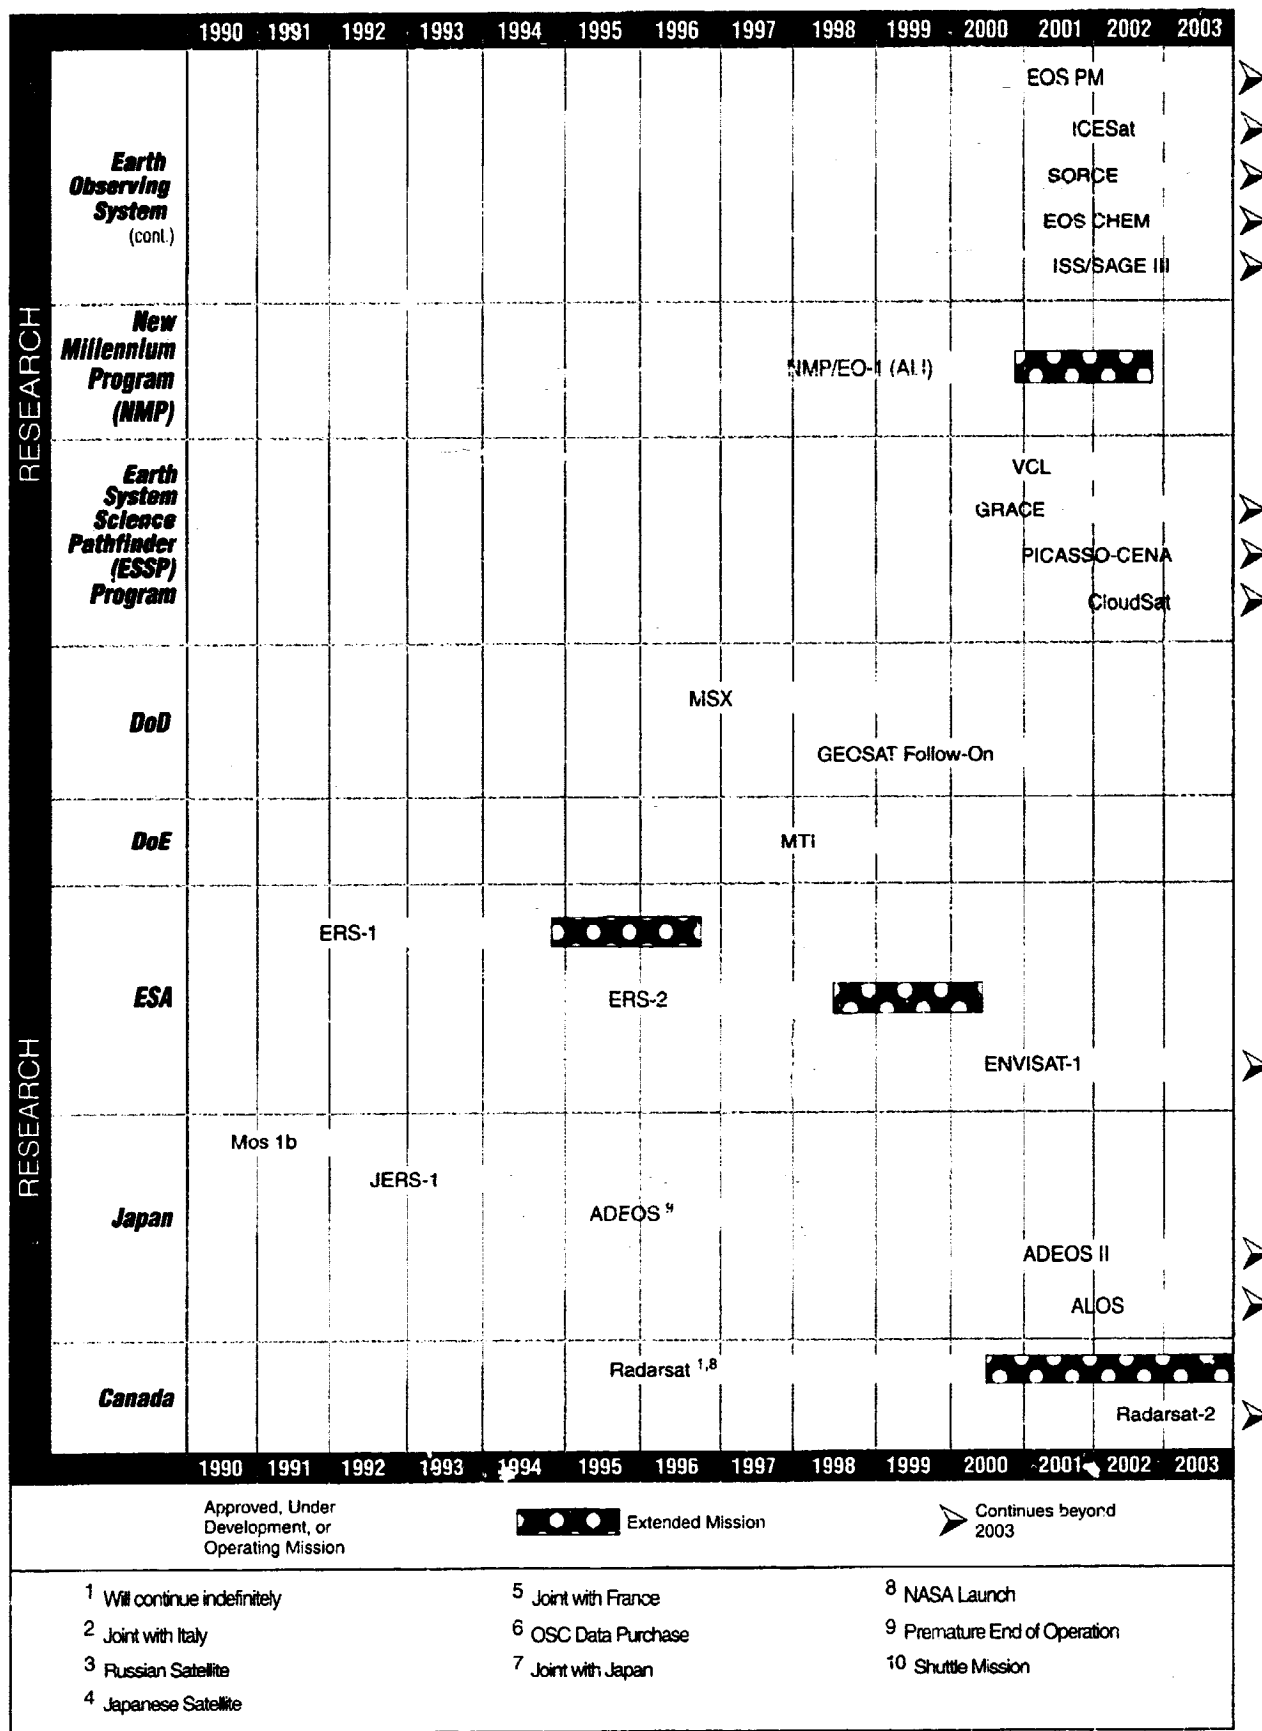 1990 1991 1992 1993 1994 1995 1996 1997 1998 1999 2000 2001 2002 2003
RESEARCH
Earth
Observing
System
(cont.)
EOS PM
ICESat
SORCE
EOS CHEM
ISS/SAGE III
New
Millennium
Program
(NMP)
NMP/EO-1 (ALI)
Earth
System
Science
Pathfinder
(ESSP)
Program
VCL
GRACE
PICASSO-CENA
CloudSat
DoD
MSX
GEOSAT Follow-On
DoE
MTI
RESEARCH
ESA
ERS-1
ERS-2
ENVISAT-1
Japan
Mos 1b
JERS-1
ADEOS 9
ADEOS II
ALOS
Canada
Radarsat 1,8
Radarsat-2
1990 1991 1992 1993 1994 1995 1996 1997 1998 1999 2000 2001 2002 2003
Approved, Under
Development, or
Operating Mission
Extended Mission
Continues beyond
2003
1 Will continue indefinitely
2 Joint with Italy
3 Russian Satellite
4 Japanese Satellite
5 Joint with France
6 OSC Data Purchase
7 Joint with Japan
8 NASA Launch
9 Premature End of Operation
10 Shuttle Mission